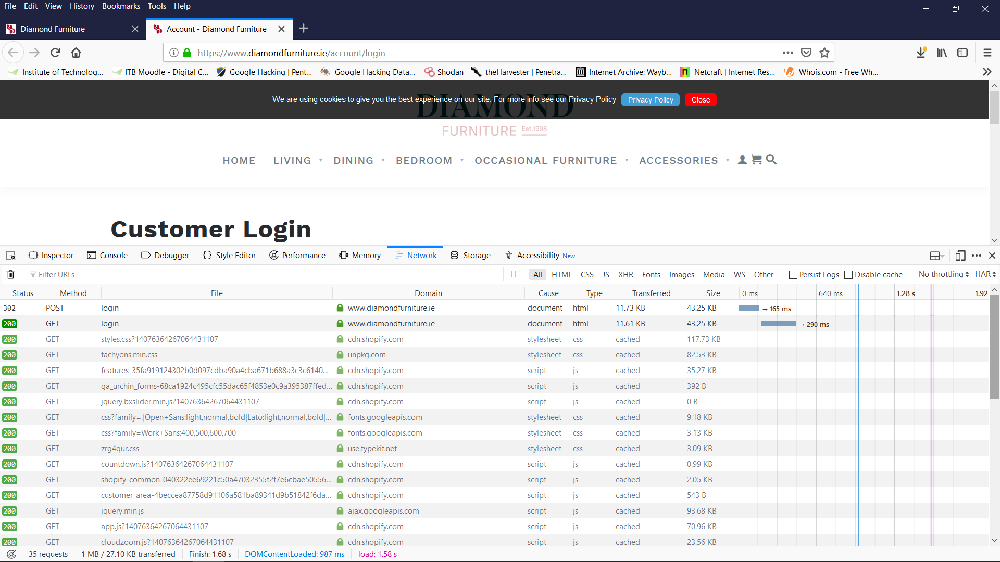 File Edit View History Bookmarks Tools Help
Diamond Furniture
Account - Diamond Furniture
https://www.diamondfurniture.ie/account/login
Institute of Technolog... ITB Moodle - Digital C... Google Hacking | Pent... Google Hacking Data... Shodan theHarvester | Penetra... Internet Archive: Wayb... Netcraft | Internet Res... Whois.com - Free Wh...
We are using cookies to give you the best experience on our site. For more info see our Privacy Policy Privacy Policy Close
DIAMOND
FURNITURE Est.1998
HOME LIVING DINING BEDROOM OCCASIONAL FURNITURE ACCESSORIES
Customer Login
Inspector Console Debugger Style Editor Performance Memory Network Storage Accessibility New
Filter URLs All HTML CSS JS XHR Fonts Images Media WS Other Persist Logs Disable cache No throttling HAR
Status Method File Domain Cause Type Transferred Size 0 ms 640 ms 1.28 s 1.92
302 POST login www.diamondfurniture.ie document html 11.73 KB 43.25 KB → 165 ms
200 GET login www.diamondfurniture.ie document html 11.61 KB 43.25 KB → 290 ms
200 GET styles.css?14076364267064431107 cdn.shopify.com stylesheet css cached 117.73 KB
200 GET tachyons.min.css unpkg.com stylesheet css cached 82.53 KB
200 GET features-35fa919124302b0d097cdba90a4cba671b688a3c3c6140... cdn.shopify.com script js cached 35.27 KB
200 GET ga_urchin_forms-68ca1924c495cfc55dac65f4853e0c9a395387ffed... cdn.shopify.com script js cached 392 B
200 GET jquery.bxslider.min.js?14076364267064431107 cdn.shopify.com script js cached 0 B
200 GET css?family=.|Open+Sans:light,normal,bold|Lato:light,normal,bold|... fonts.googleapis.com stylesheet css cached 9.18 KB
200 GET css?family=Work+Sans:400,500,600,700 fonts.googleapis.com stylesheet css cached 3.13 KB
200 GET zrg4qur.css use.typekit.net stylesheet css cached 3.09 KB
200 GET countdown.js?14076364267064431107 cdn.shopify.com script js cached 0.99 KB
200 GET shopify_common-040322ee69221c50a47032355f2f7e6cbae50556... cdn.shopify.com script js cached 2.05 KB
200 GET customer_area-4beccea87758d91106a581ba89341d9b51842f6da... cdn.shopify.com script js cached 543 B
200 GET jquery.min.js ajax.googleapis.com script js cached 93.68 KB
200 GET app.js?14076364267064431107 cdn.shopify.com script js cached 70.96 KB
200 GET cloudzoom.js?14076364267064431107 cdn.shopify.com script js cached 23.56 KB
35 requests 1 MB / 27.10 KB transferred Finish: 1.68 s DOMContentLoaded: 987 ms load: 1.58 s